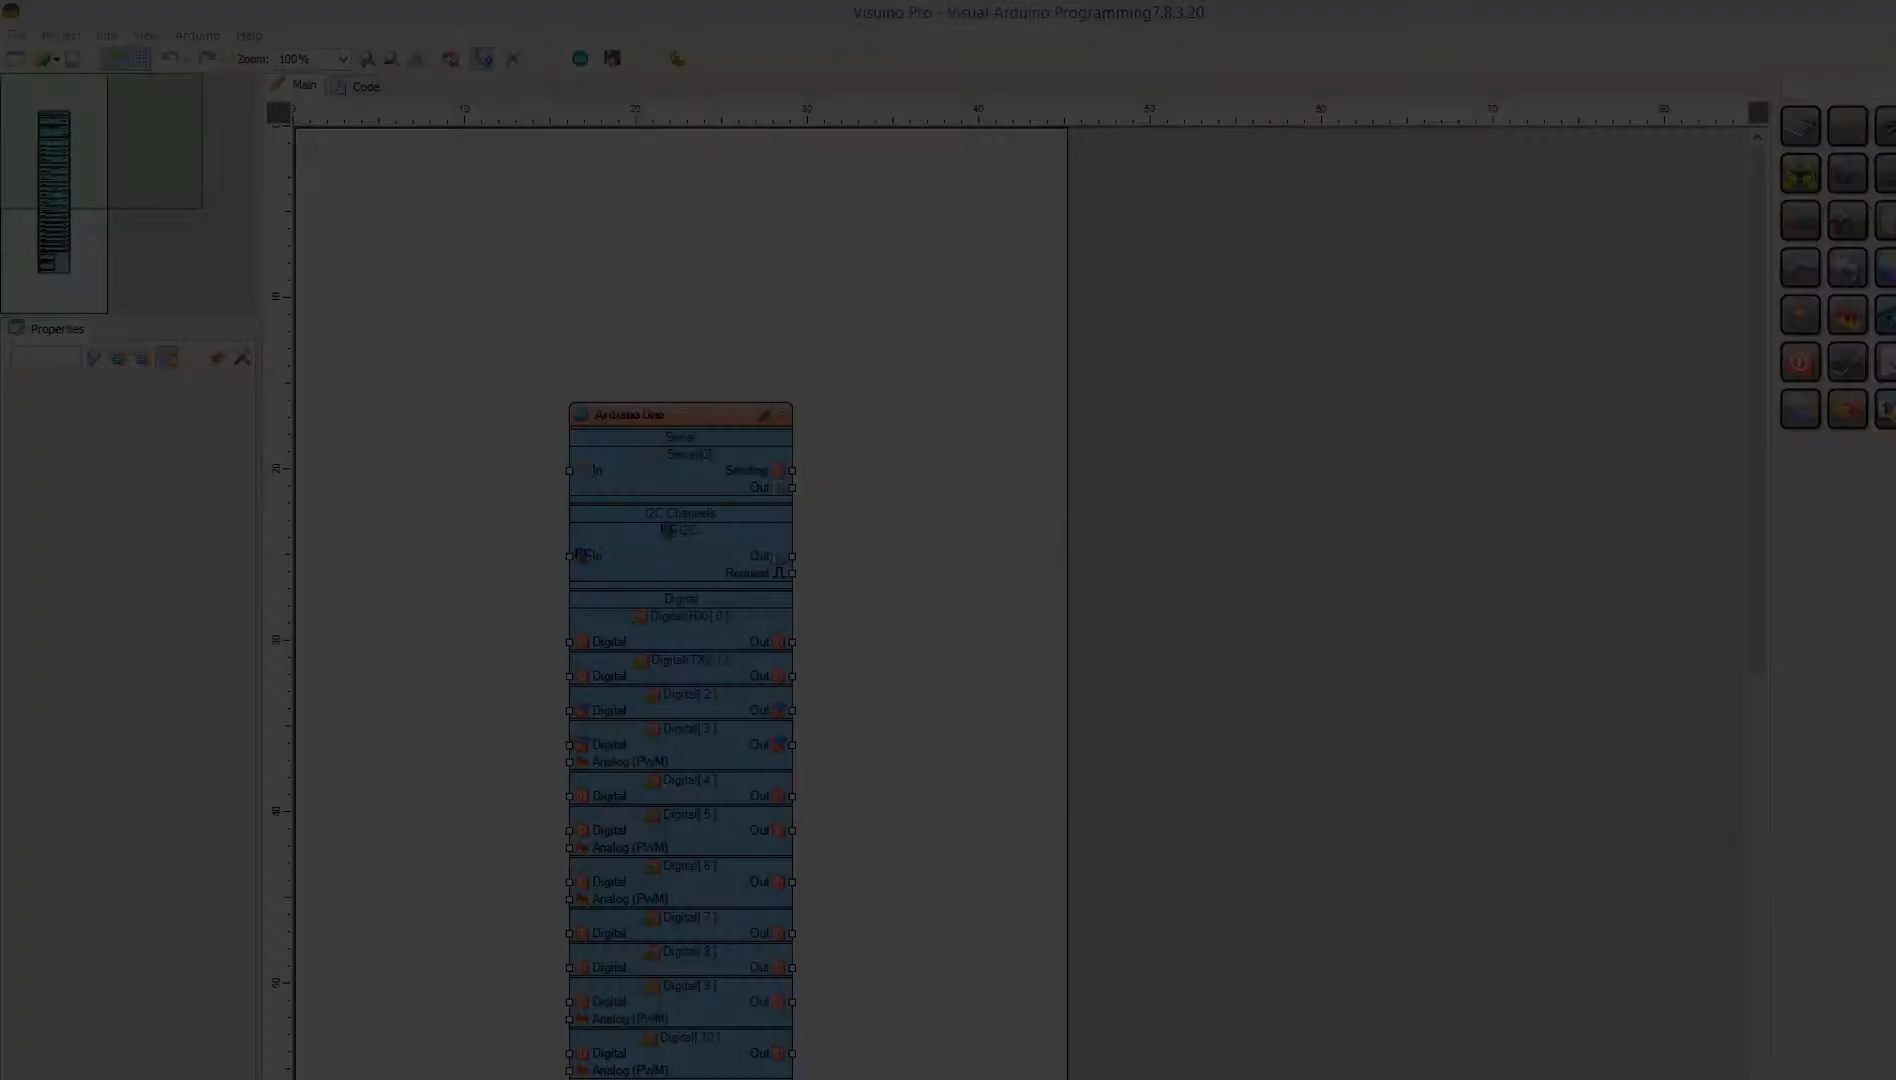 Visuino Pro - Visual Arduino Programming7.8.3.20
File Project Edit View Arduino Help
Zoom: 100%
Main Code
10 20 30 40 50 60 70 80
10
20
30
40
50
Properties
Arduino Uno
Serial
Serial[0]
In Sending
Out
I2C Channels
I2C
In Out
Request
Digital
Digital(RX)[ 0 ]
Digital Out
Digital(TX)[ 1 ]
Digital Out
Digital[ 2 ]
Digital Out
Digital[ 3 ]
Digital Out
Analog (PWM)
Digital[ 4 ]
Digital Out
Digital[ 5 ]
Digital Out
Analog (PWM)
Digital[ 6 ]
Digital Out
Analog (PWM)
Digital[ 7 ]
Digital Out
Digital[ 8 ]
Digital Out
Digital[ 9 ]
Digital Out
Analog (PWM)
Digital[ 10 ]
Digital Out
Analog (PWM)